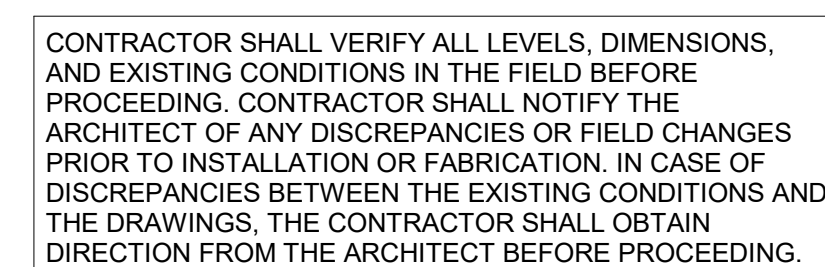 CONTRACTOR SHALL VERIFY ALL LEVELS, DIMENSIONS,
AND EXISTING CONDITIONS IN THE FIELD BEFORE
PROCEEDING. CONTRACTOR SHALL NOTIFY THE
ARCHITECT OF ANY DISCREPANCIES OR FIELD CHANGES
PRIOR TO INSTALLATION OR FABRICATION. IN CASE OF
DISCREPANCIES BETWEEN THE EXISTING CONDITIONS AND
THE DRAWINGS, THE CONTRACTOR SHALL OBTAIN
DIRECTION FROM THE ARCHITECT BEFORE PROCEEDING.